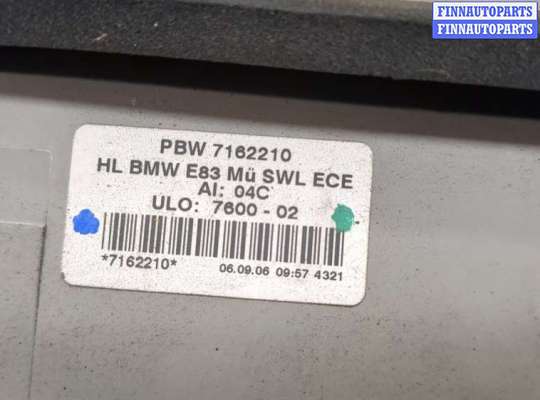 FINNAUTOPARTS
FINNAUTOPARTS
PBW 7162210
HL BMW E83 Mü SWL ECE
AI: 04C
ULO: 7600 - 02
*7162210* 06.09.06 09:57 4321